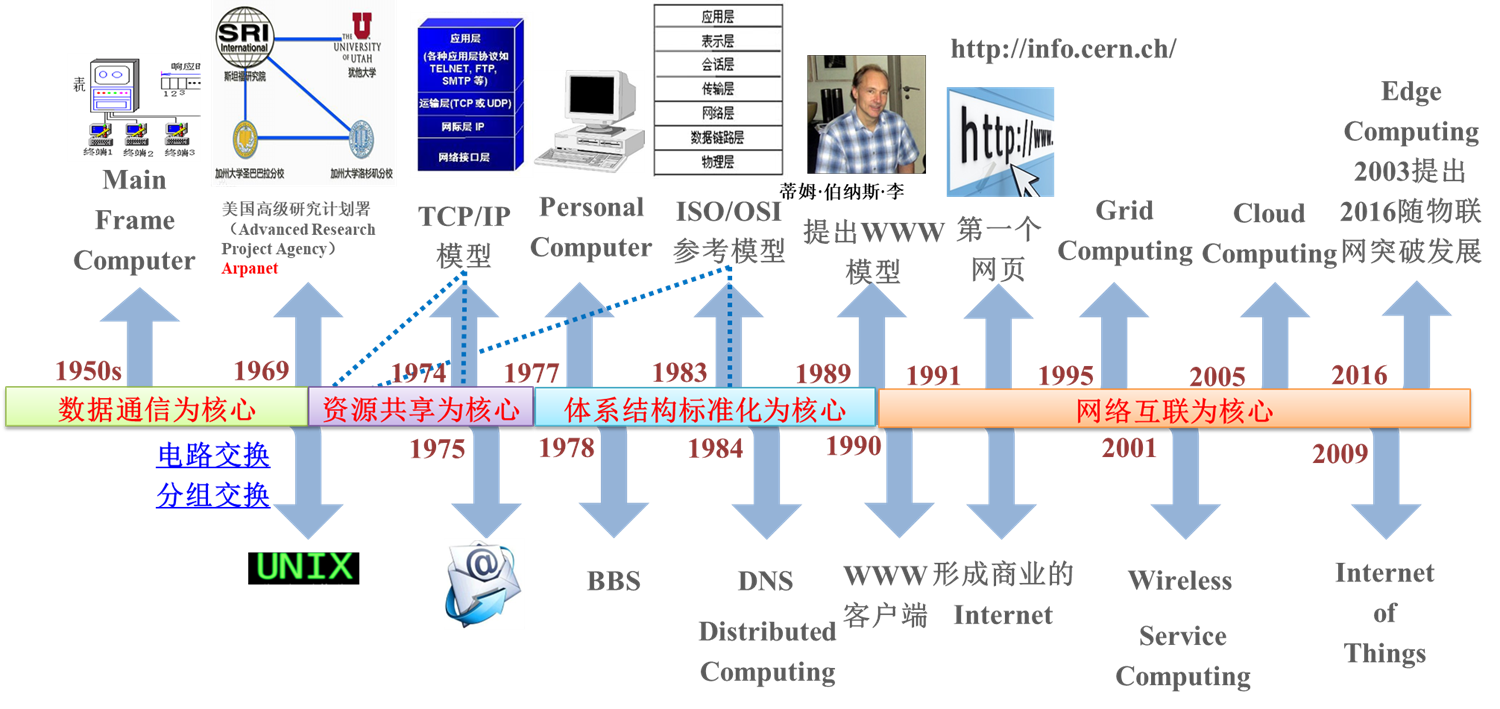 主机
响应时
1 2 3
终端1 终端2 终端3
Main
Frame
Computer
SRI
International
斯坦福研究院
THE
UNIVERSITY
OF UTAH
犹他大学
加州大学圣巴巴拉分校
加州大学洛杉矶分校
美国高级研究计划署
（Advanced Research
Project Agency）
Arpanet
应用层
(各种应用层协议如
TELNET, FTP,
SMTP 等)
运输层(TCP 或 UDP)
网际层 IP
网络接口层
TCP/IP
模型
Personal
Computer
应用层
表示层
会话层
传输层
网络层
数据链路层
物理层
ISO/OSI
参考模型
蒂姆·伯纳斯·李
提出WWW
模型
http://info.cern.ch/
http://www.
第一个
网页
Grid
Computing
Cloud
Computing
Edge
Computing
2003提出
2016随物联
网突破发展
1950s
1969
1974
1977
1983
1989
1991
1995
2005
2016
数据通信为核心
资源共享为核心
体系结构标准化为核心
网络互联为核心
电路交换
分组交换
1975
1978
1984
1990
2001
2009
UNIX
@
BBS
DNS
Distributed
Computing
WWW
客户端
形成商业的
Internet
Wireless
Service
Computing
Internet
of
Things